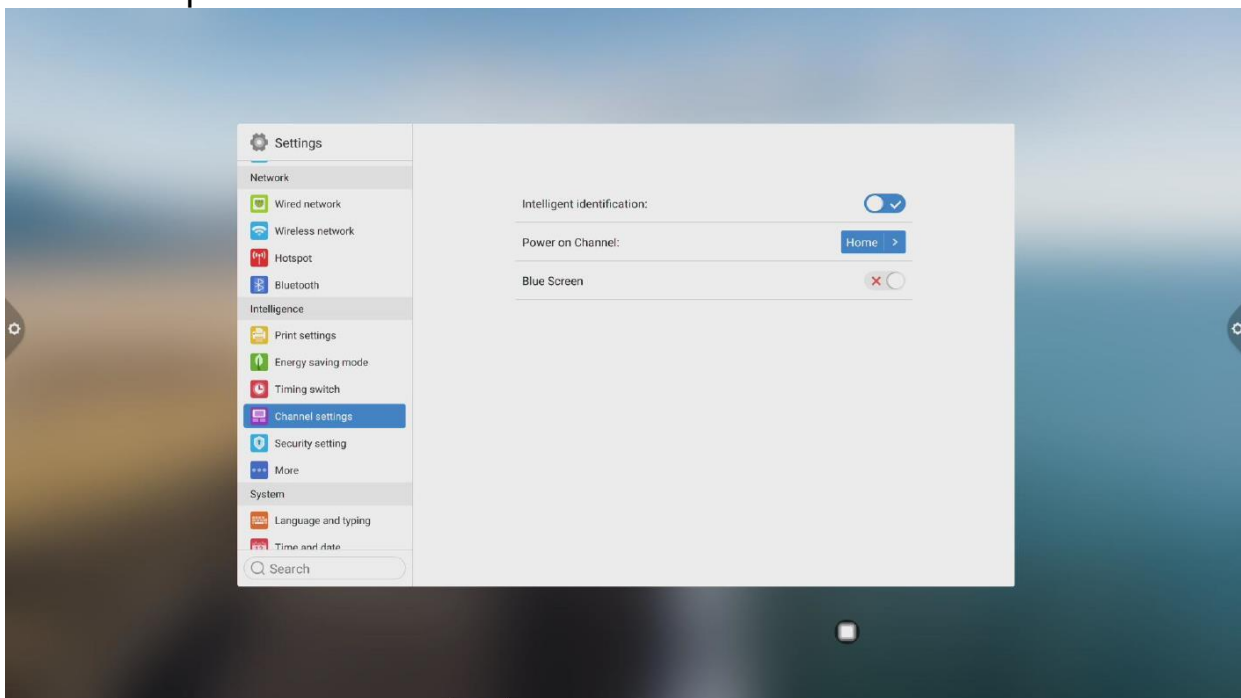 Settings
Network
Wired network
Wireless network
Hotspot
Bluetooth
Intelligence
Print settings
Energy saving mode
Timing switch
Channel settings
Security setting
More
System
Language and typing
Time and date
Search
Intelligent identification:
Power on Channel:
Home >
Blue Screen